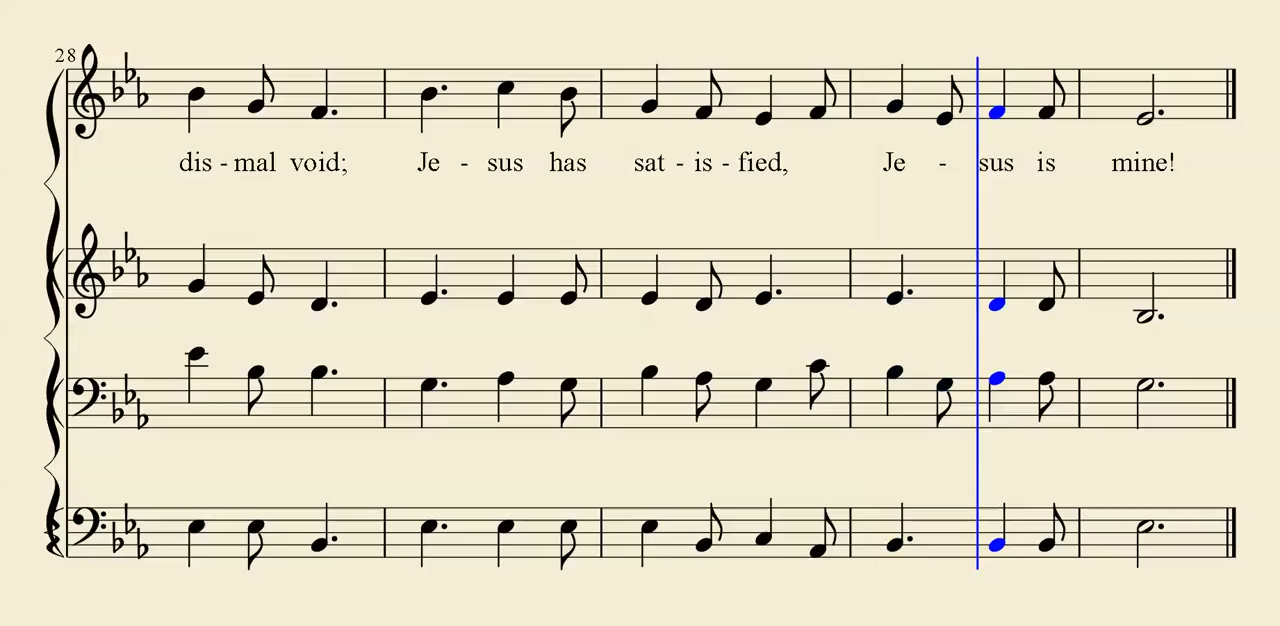 28
dis - mal void; Je - sus has sat - is - fied, Je - sus is mine!